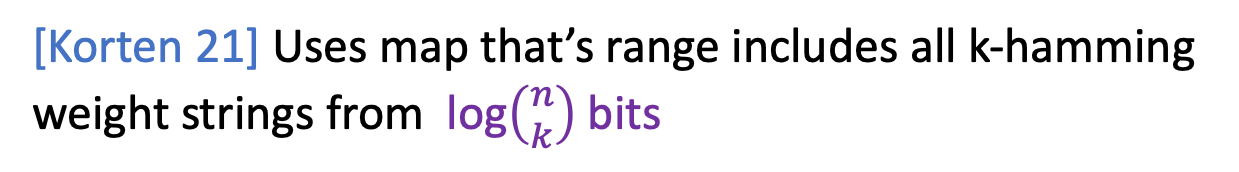 [Korten 21] Uses map that’s range includes all k-hamming
weight strings from log(n k) bits